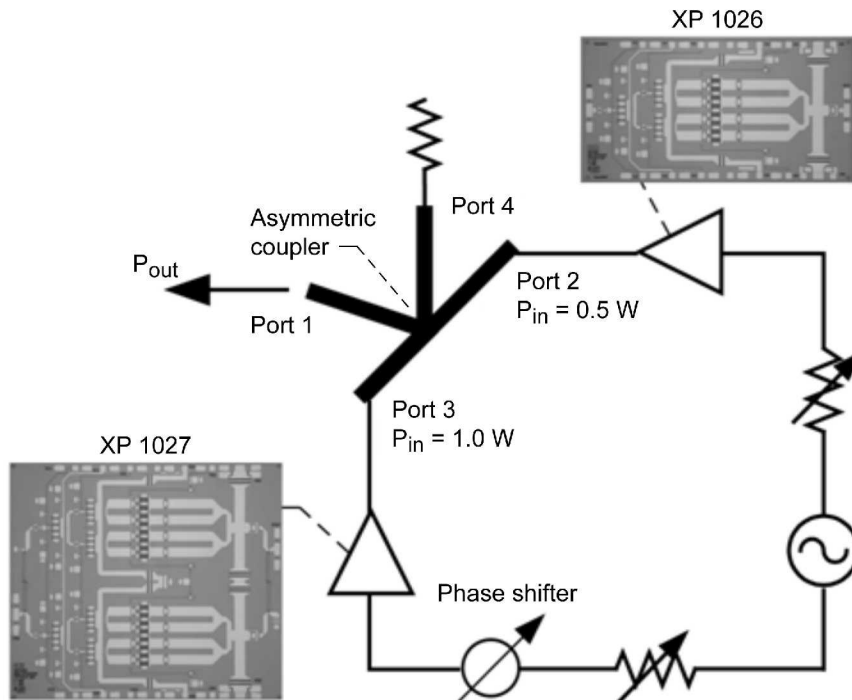 XP 1026
Port 4
Asymmetric
coupler
Pout
Port 1
Port 2
Pin = 0.5 W
Port 3
Pin = 1.0 W
XP 1027
Phase shifter